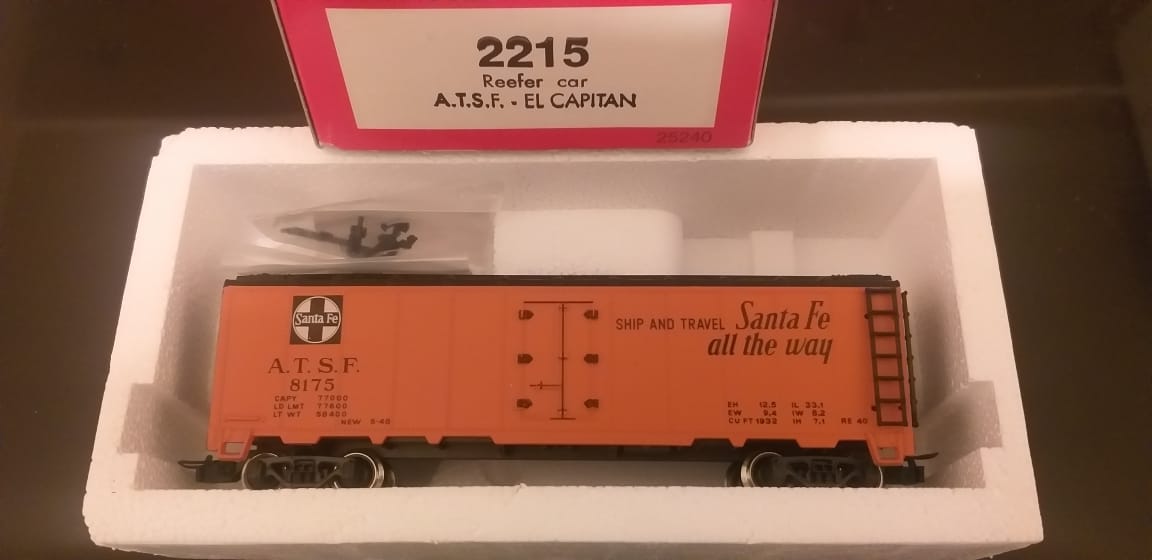 2215
Reefer car
A.T.S.F. - EL CAPITAN
25240
Santa Fe
A.T.S.F.
8175
CAPY 77000
LD LMT 77600
LT WT 58400
NEW 5-40
SHIP AND TRAVEL Santa Fe
all the way
EH 12.5 IL 33.1
EW 9.4 IW 8.2
CU FT 1932 IH 7.1 RE 40